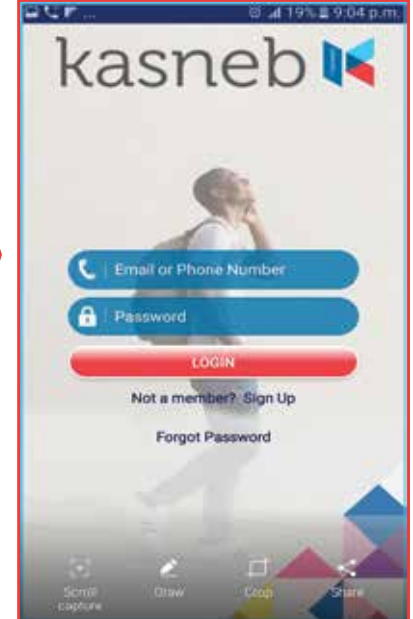 ... 19% 9:04 p.m.
kasneb
Email or Phone Number
Password
LOGIN
Not a member? Sign Up
Forgot Password
Scroll capture
Draw
Crop
Share